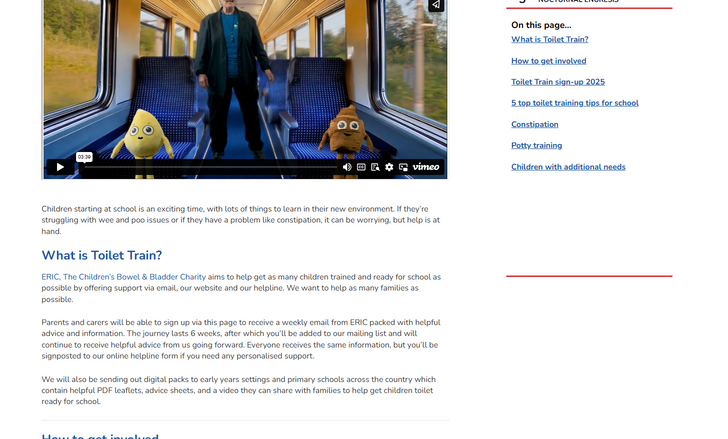 On this page...
What is Toilet Train?
How to get involved
Toilet Train sign-up 2025
5 top toilet training tips for school
Constipation
Potty training
Children with additional needs
03:39
vimeo
Children starting at school is an exciting time, with lots of things to learn in their new environment. If they're
struggling with wee and poo issues or if they have a problem like constipation, it can be worrying, but help is at
hand.
What is Toilet Train?
ERIC, The Children's Bowel & Bladder Charity aims to help get as many children trained and ready for school as
possible by offering support via email, our website and our helpline. We want to help as many families as
possible.
Parents and carers will be able to sign up via this page to receive a weekly email from ERIC packed with helpful
advice and information. The journey lasts 6 weeks, after which you'll be added to our mailing list and will
continue to receive helpful advice from us going forward. Everyone receives the same information, but you'll be
signposted to our online helpline form if you need any personalised support.
We will also be sending out digital packs to early years settings and primary schools across the country which
contain helpful PDF leaflets, advice sheets, and a video they can share with families to help get children toilet
ready for school.
How to get involved